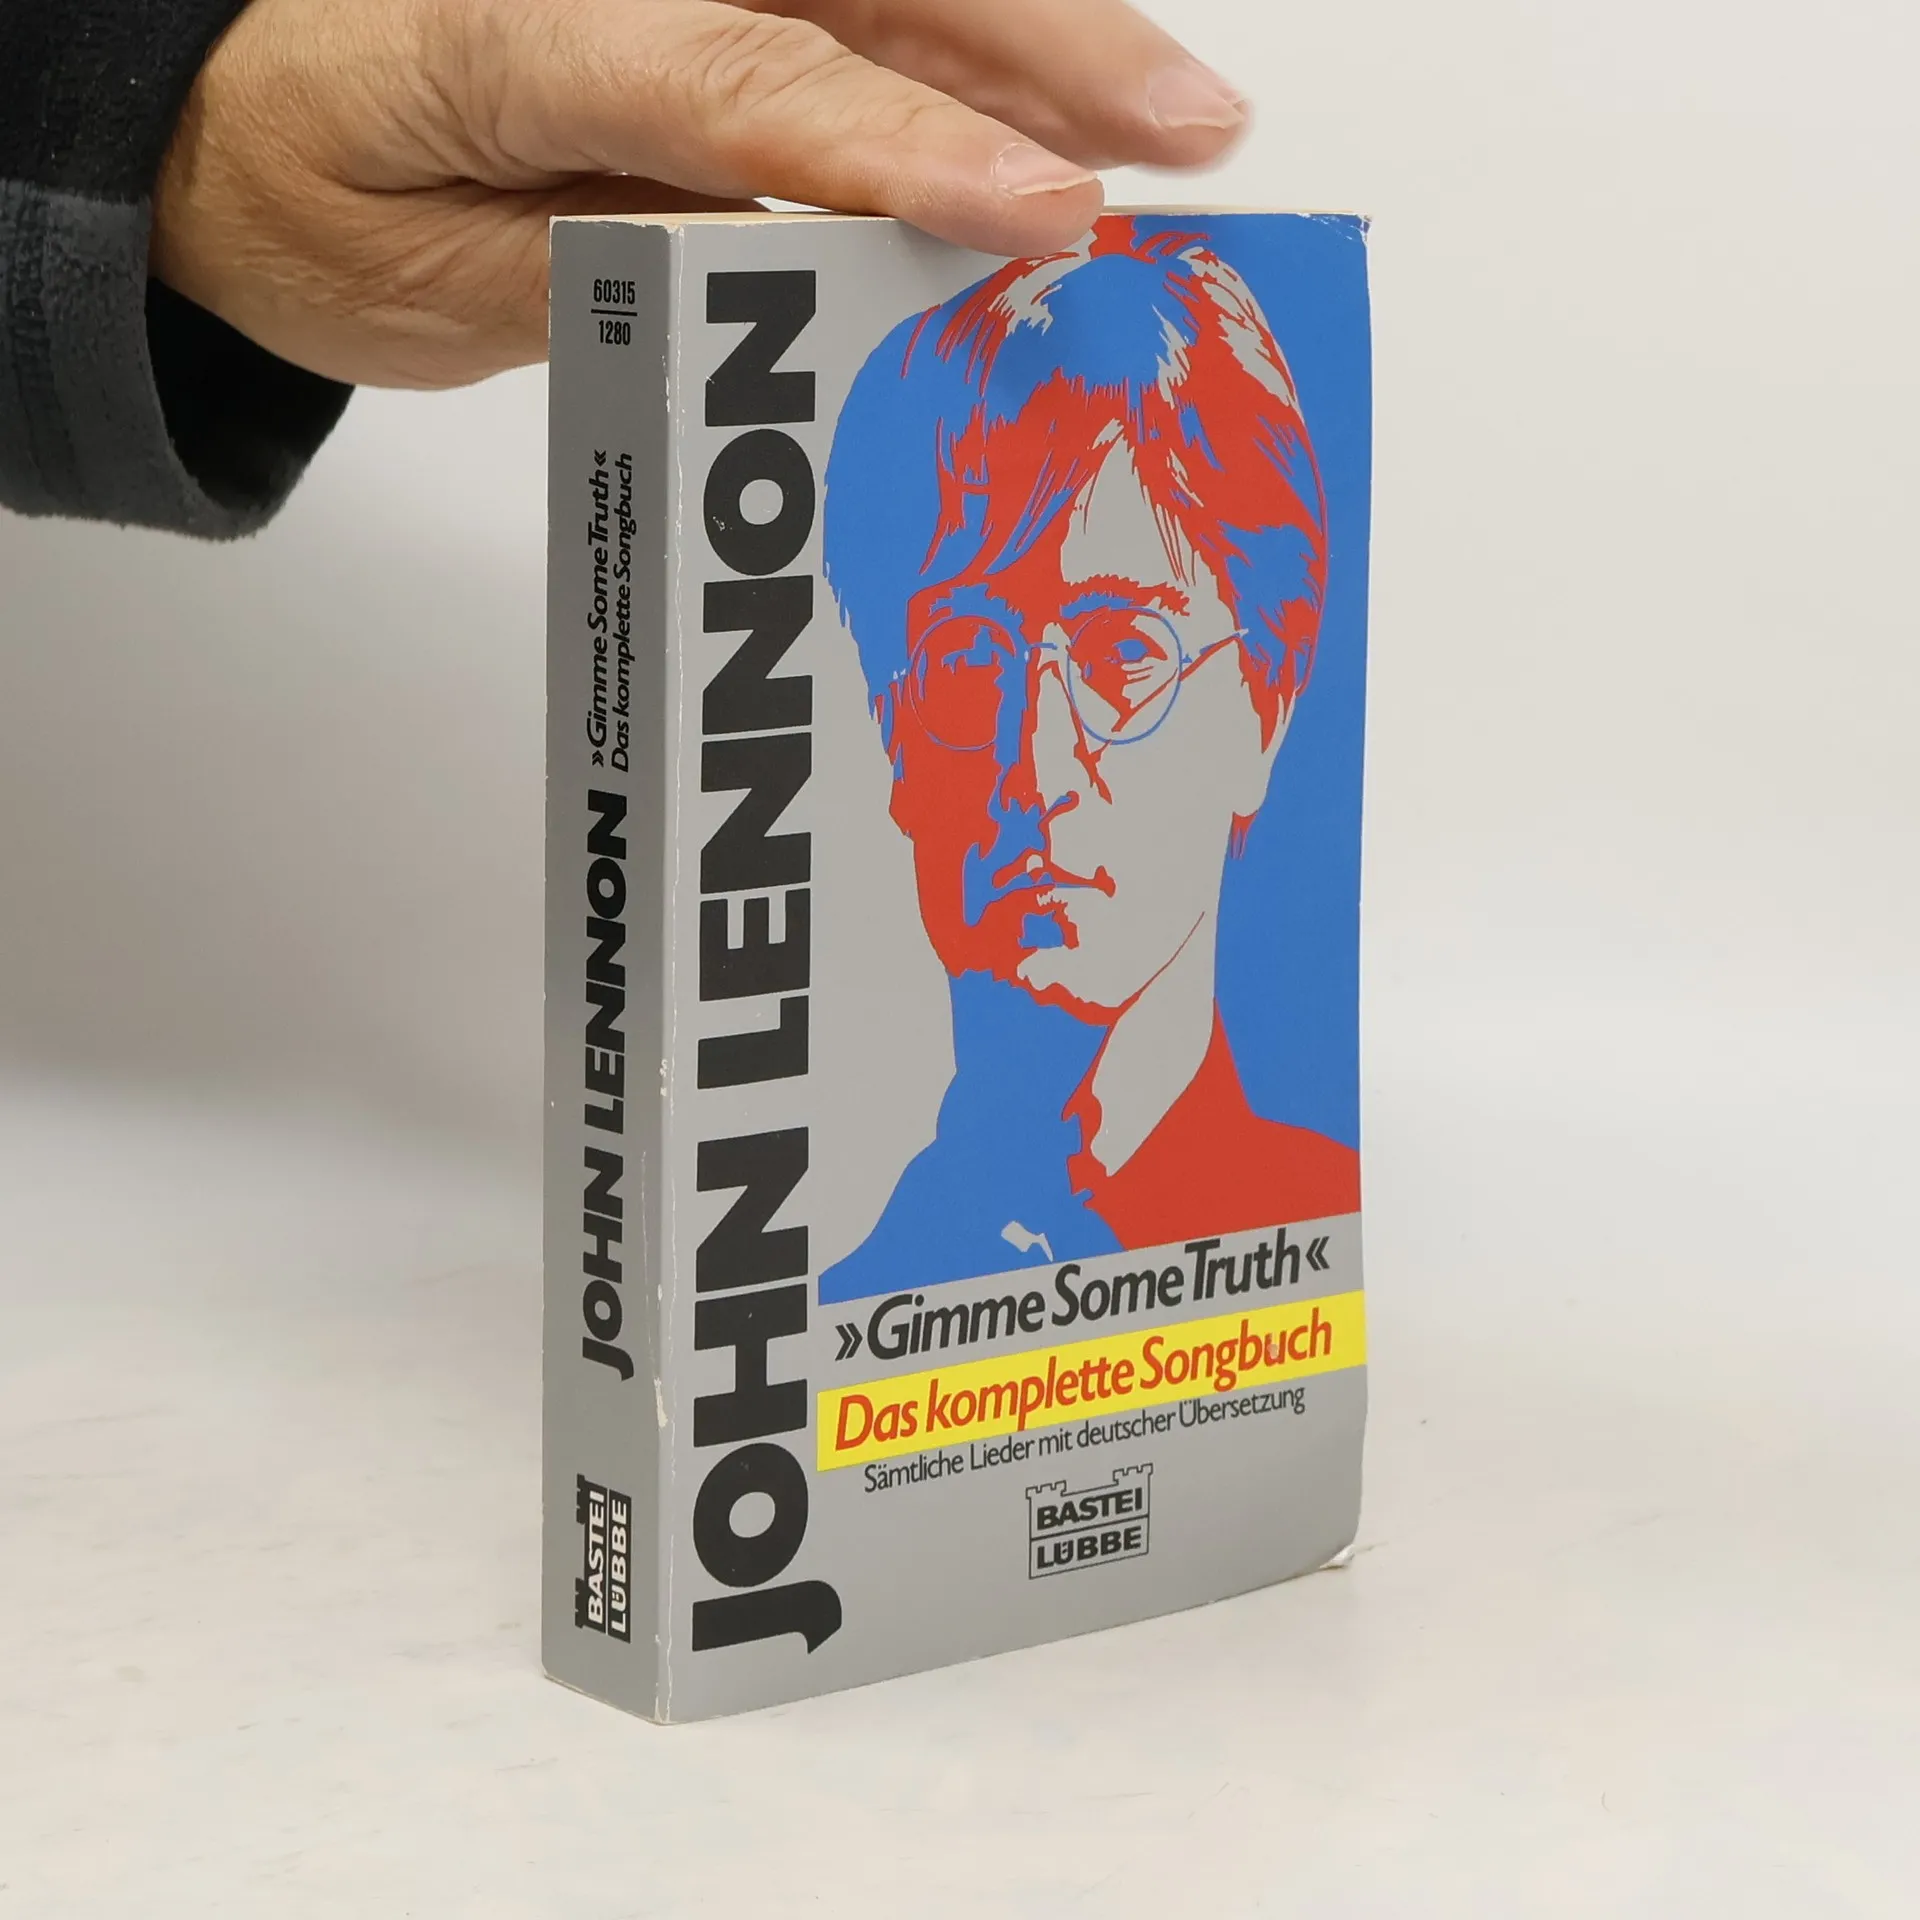 60315
1280
»Gimme Some Truth«
Das komplette Songbuch
JOHN LENNON
BASTEI
LÜBBE
JOHN LENNON
»Gimme Some Truth«
Das komplette Songbuch
Sämtliche Lieder mit deutscher Übersetzung
BASTEI
LÜBBE